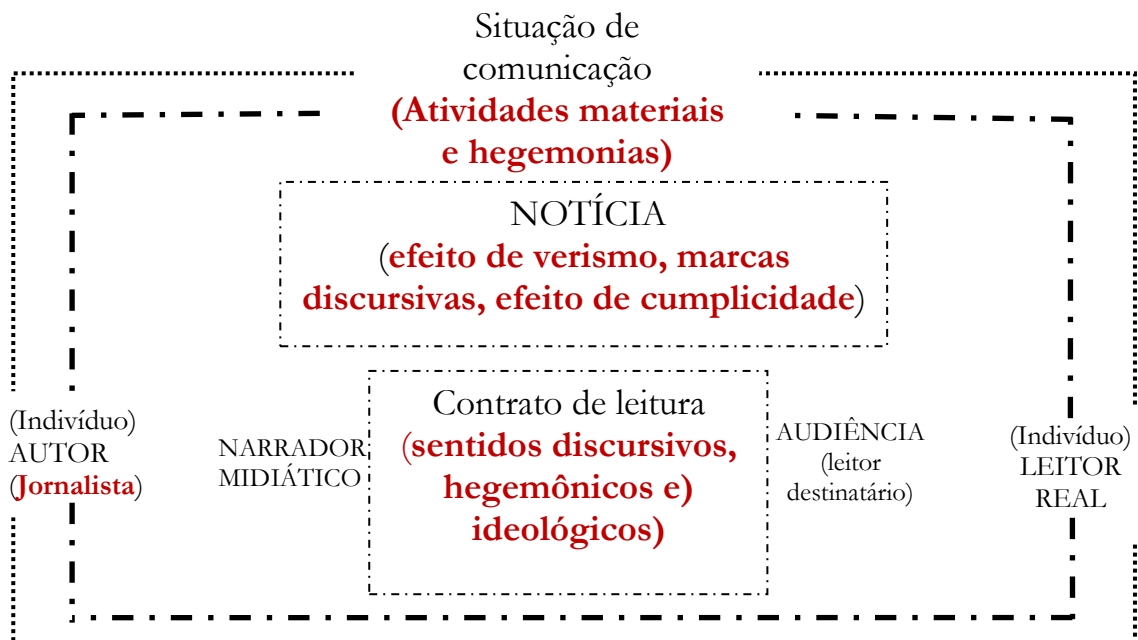 Situação de
comunicação
(Atividades materiais
e hegemonias)
NOTÍCIA
(efeito de verismo, marcas
discursivas, efeito de cumplicidade)
(Indivíduo)
AUTOR
(Jornalista)
NARRADOR
MIDIÁTICO
Contrato de leitura
(sentidos discursivos,
hegemônicos e)
ideológicos)
AUDIÊNCIA
(leitor
destinatário)
(Indivíduo)
LEITOR
REAL